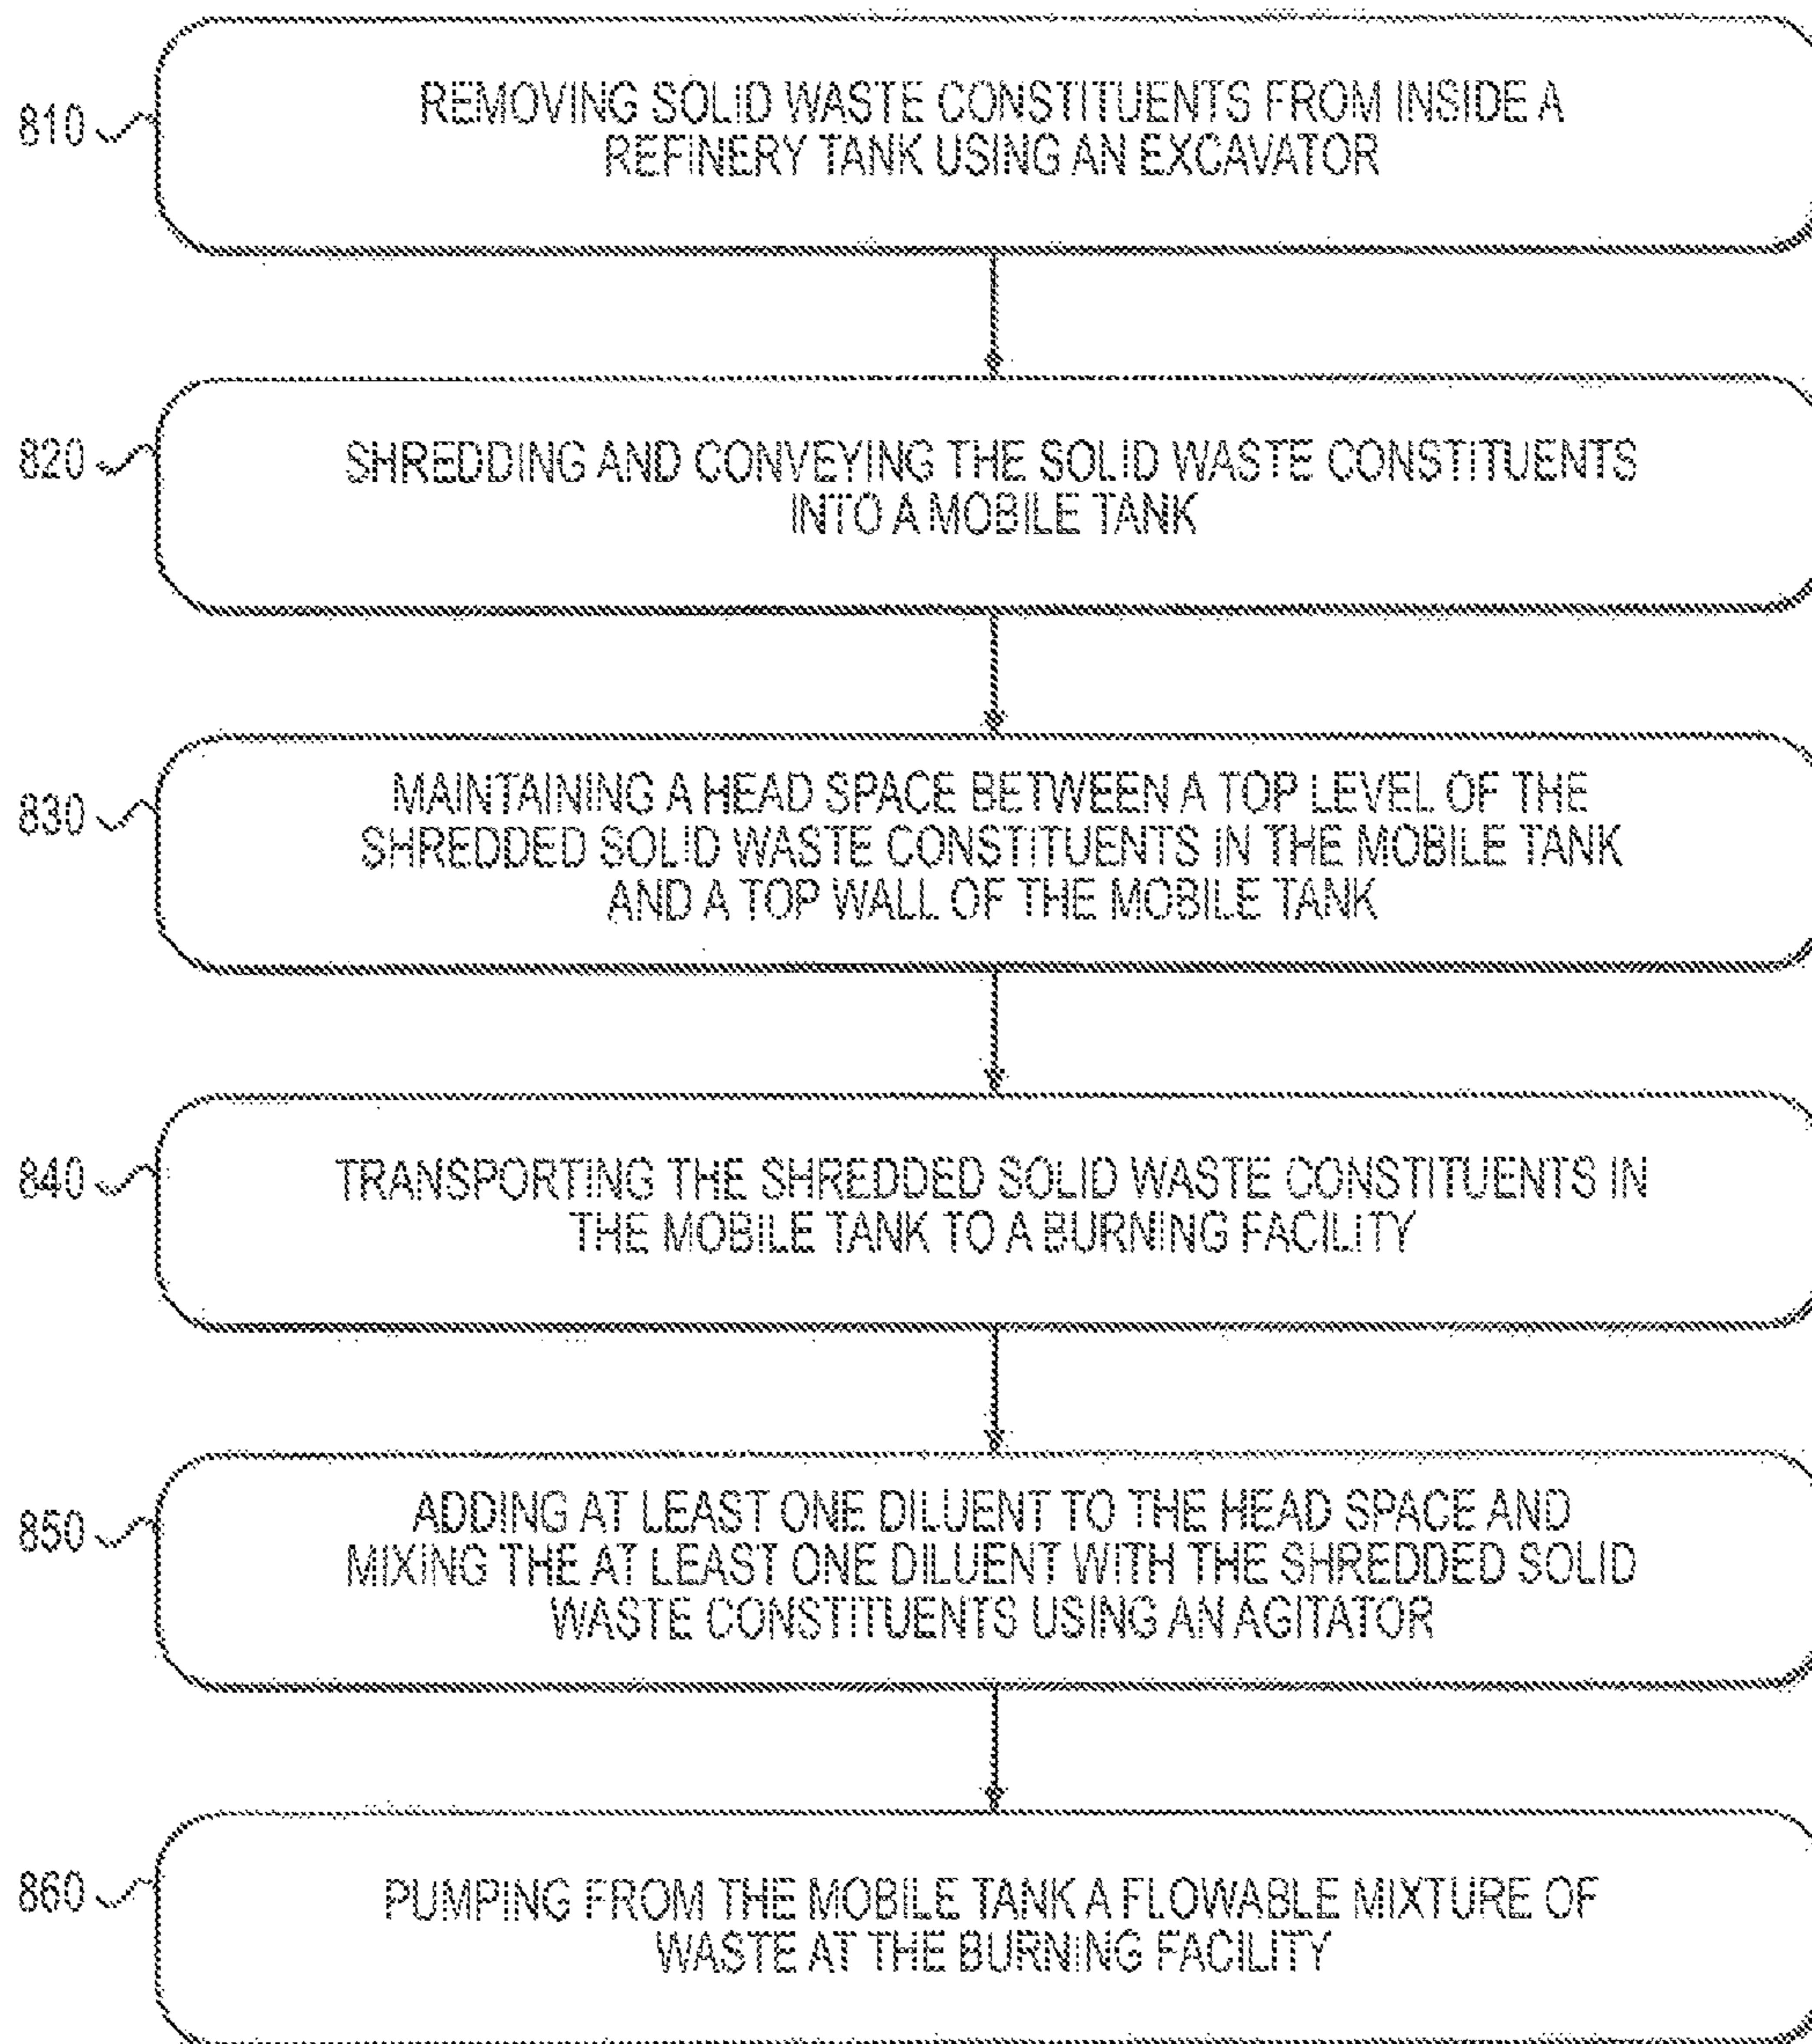 810
REMOVING SOLID WASTE CONSTITUENTS FROM INSIDE A
REFINERY TANK USING AN EXCAVATOR
820
SHREDDING AND CONVEYING THE SOLID WASTE CONSTITUENTS
INTO A MOBILE TANK
830
MAINTAINING A HEAD SPACE BETWEEN A TOP LEVEL OF THE
SHREDDED SOLID WASTE CONSTITUENTS IN THE MOBILE TANK
AND A TOP WALL OF THE MOBILE TANK
840
TRANSPORTING THE SHREDDED SOLID WASTE CONSTITUENTS IN
THE MOBILE TANK TO A BURNING FACILITY
850
ADDING AT LEAST ONE DILUENT TO THE HEAD SPACE AND
MIXING THE AT LEAST ONE DILUENT WITH THE SHREDDED SOLID
WASTE CONSTITUENTS USING AN AGITATOR
860
PUMPING FROM THE MOBILE TANK A FLOWABLE MIXTURE OF
WASTE AT THE BURNING FACILITY